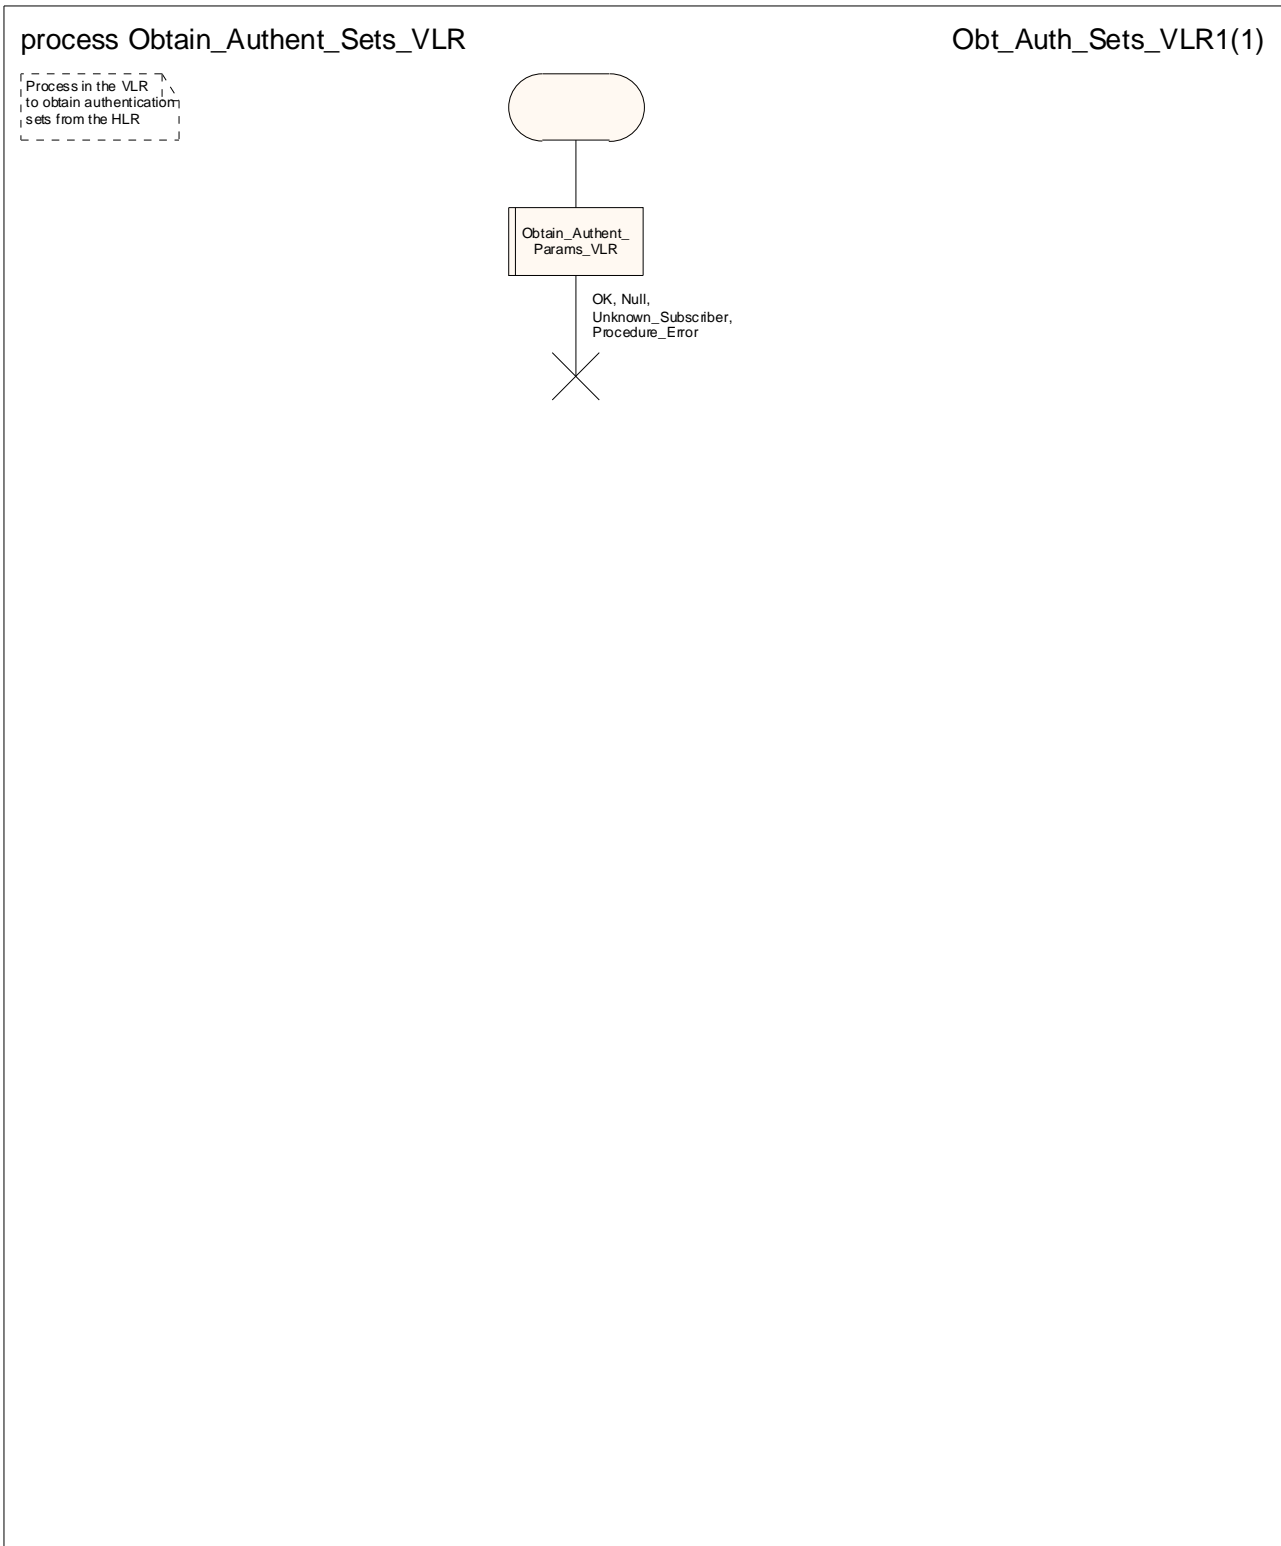 process Obtain_Authent_Sets_VLR
Obt_Auth_Sets_VLR1(1)
Process in the VLR
to obtain authentication
sets from the HLR
Obtain_Authent_
Params_VLR
OK, Null,
Unknown_Subscriber,
Procedure_Error